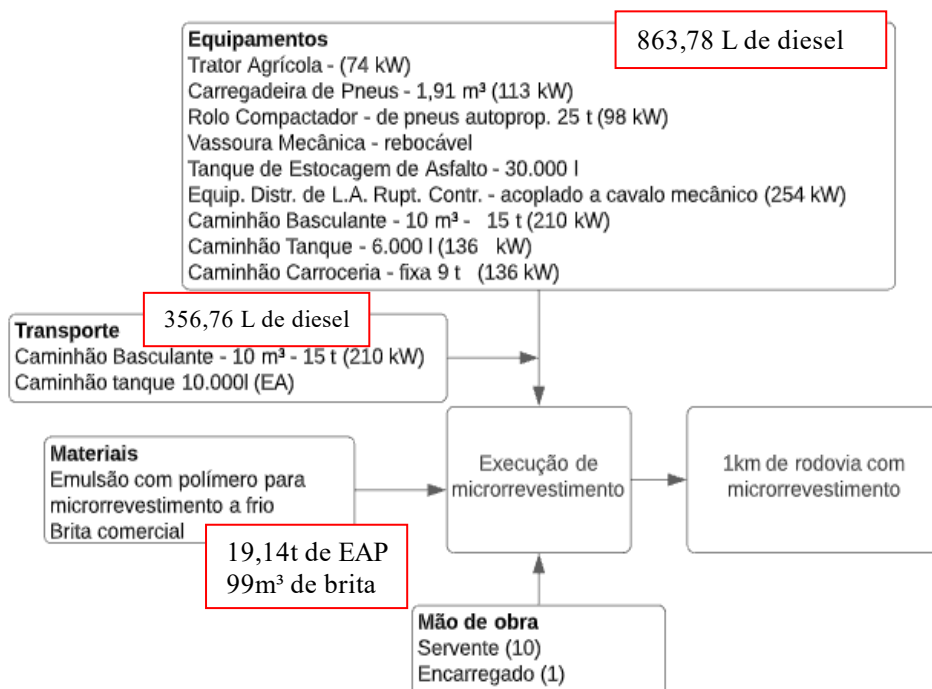 Equipamentos
863,78 L de diesel
Trator Agrícola - (74 kW)
Carregadeira de Pneus - 1,91 m³ (113 kW)
Rolo Compactador - de pneus autoprop. 25 t (98 kW)
Vassoura Mecânica - rebocável
Tanque de Estocagem de Asfalto - 30.000 l
Equip. Distr. de L.A. Rupt. Contr. - acoplado a cavalo mecânico (254 kW)
Caminhão Basculante - 10 m³ - 15 t (210 kW)
Caminhão Tanque - 6.000 l (136 kW)
Caminhão Carroceria - fixa 9 t (136 kW)
356,76 L de diesel
Transporte
Caminhão Basculante - 10 m³ - 15 t (210 kW)
Caminhão tanque 10.000l (EA)
Materiais
Emulsão com polímero para
microrrevestimento a frio
Brita comercial
19,14t de EAP
99m³ de brita
Execução de
microrrevestimento
1km de rodovia com
microrrevestimento
Mão de obra
Servente (10)
Encarregado (1)